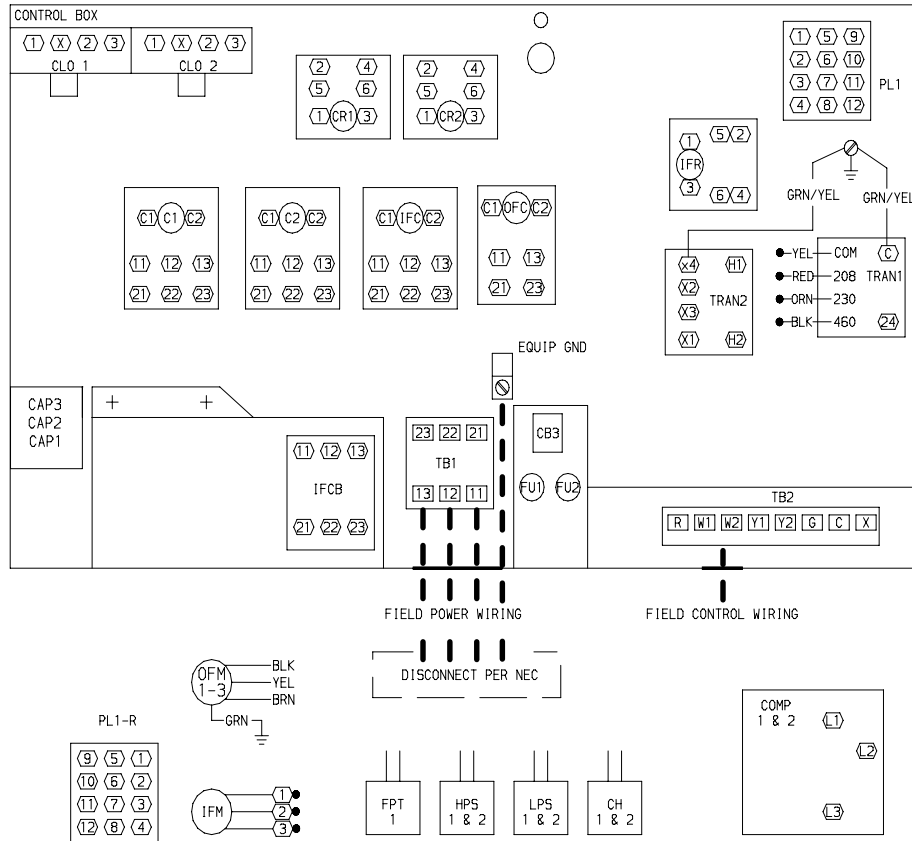 CONTROL BOX
1 X 2 3
CLO 1
1 X 2 3
CLO 2
2 4
5 6
1 CR1 3
2 4
5 6
1 CR2 3
1 5 9
2 6 10
3 7 11
4 8 12
PL1
1 5 2
IFR
3 6 4
GRN/YEL
GRN/YEL
C1 C1 C2
11 12 13
21 22 23
C1 C2 C2
11 12 13
21 22 23
C1 IFC C2
11 12 13
21 22 23
C1 OFC C2
11 13
21 23
x4 H1
X2
TRAN2
X3
X1 H2
YEL COM C
RED 208 TRAN1
ORN 230
BLK 460 24
EQUIP GND
CAP3
CAP2
CAP1
+ +
11 12 13
IFCB
21 22 23
23 22 21
TB1
13 12 11
CB3
FU1 FU2
TB2
R W1 W2 Y1 Y2 G C X
FIELD POWER WIRING
FIELD CONTROL WIRING
DISCONNECT PER NEC
OFM
1-3
BLK
YEL
BRN
GRN
PL1-R
9 5 1
10 6 2
11 7 3
12 8 4
IFM
1
2
3
FPT
1
HPS
1 & 2
LPS
1 & 2
CH
1 & 2
COMP
1 & 2
L1
L2
L3